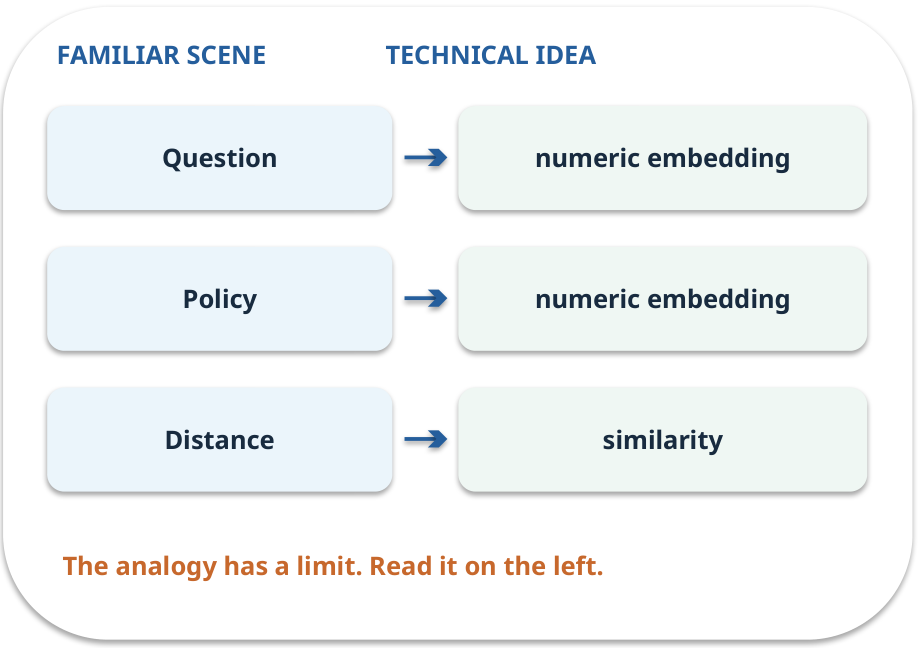 FAMILIAR SCENE
TECHNICAL IDEA
Question
numeric embedding
Policy
numeric embedding
Distance
similarity
The analogy has a limit. Read it on the left.